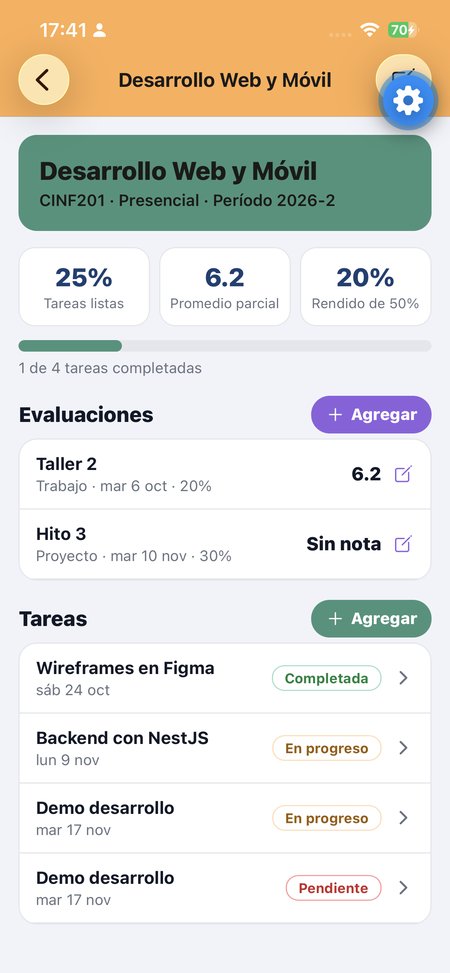 17:41
70
Desarrollo Web y Móvil
Desarrollo Web y Móvil
CINF201 · Presencial · Período 2026-2
25%
Tareas listas
6.2
Promedio parcial
20%
Rendido de 50%
1 de 4 tareas completadas
Evaluaciones
+ Agregar
Taller 2
Trabajo · mar 6 oct · 20%
6.2
Hito 3
Proyecto · mar 10 nov · 30%
Sin nota
Tareas
+ Agregar
Wireframes en Figma
sáb 24 oct
Completada
Backend con NestJS
lun 9 nov
En progreso
Demo desarrollo
mar 17 nov
En progreso
Demo desarrollo
mar 17 nov
Pendiente